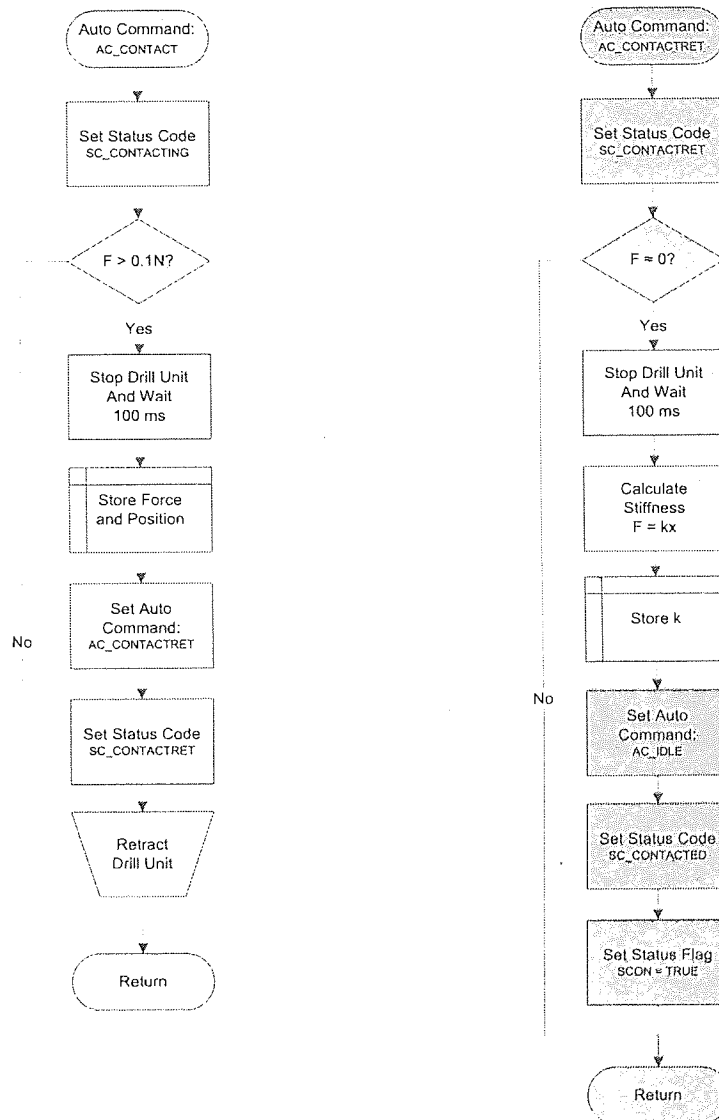 Auto Command:
AC_CONTACT
Set Status Code
SC_CONTACTING
F > 0.1N?
Yes
Stop Drill Unit
And Wait
100 ms
Store Force
and Position
Set Auto
Command:
AC_CONTACTRET
No
Set Status Code
SC_CONTACTRET
Retract
Drill Unit
Return
Auto Command:
AC_CONTACTRET
Set Status Code
SC_CONTACTRET
F = 0?
Yes
Stop Drill Unit
And Wait
100 ms
Calculate
Stiffness
F = kx
Store k
No
Set Auto
Command:
AC_IDLE
Set Status Code
SC_CONTACTED
Set Status Flag
SCON = TRUE
Return